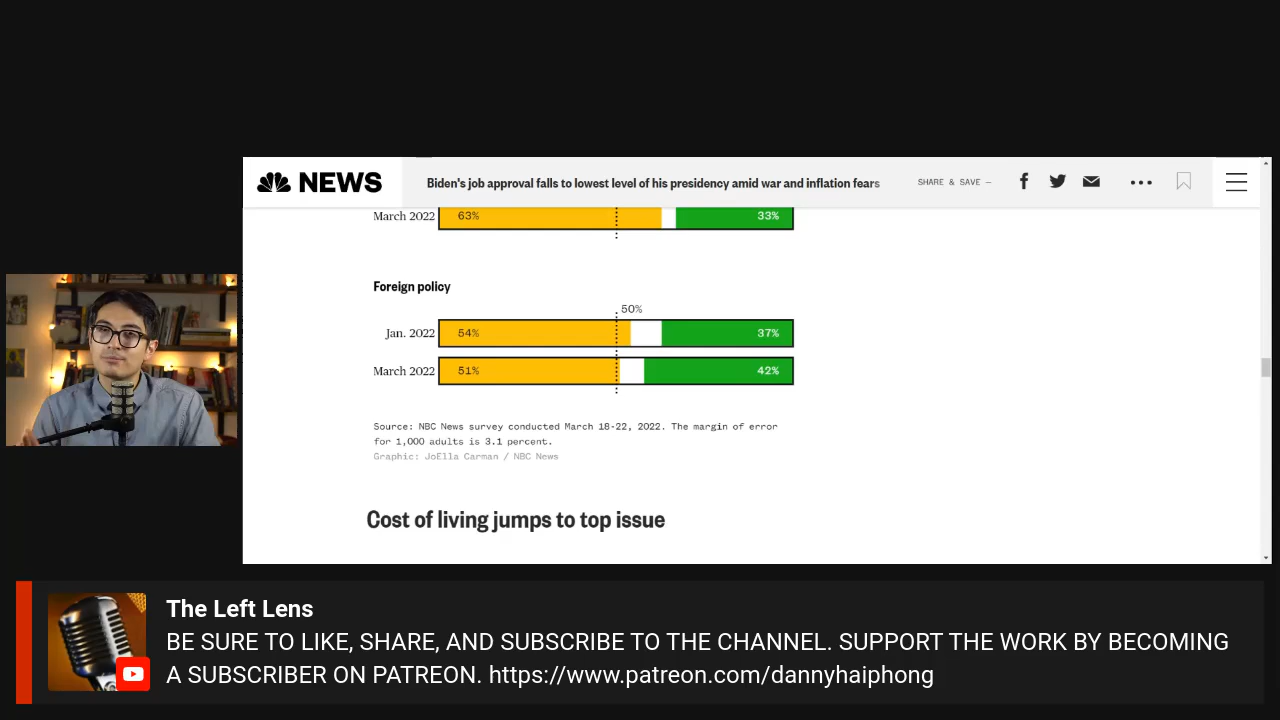 NEWS
Biden's job approval falls to lowest level of his presidency amid war and inflation fears
SHARE & SAVE —
March 2022 63% 33%
Foreign policy
50%
Jan. 2022 54% 37%
March 2022 51% 42%
Source: NBC News survey conducted March 18-22, 2022. The margin of error
for 1,000 adults is 3.1 percent.
Graphic: JoElla Carman / NBC News
Cost of living jumps to top issue
The Left Lens
BE SURE TO LIKE, SHARE, AND SUBSCRIBE TO THE CHANNEL. SUPPORT THE WORK BY BECOMING
A SUBSCRIBER ON PATREON. https://www.patreon.com/dannyhaiphong